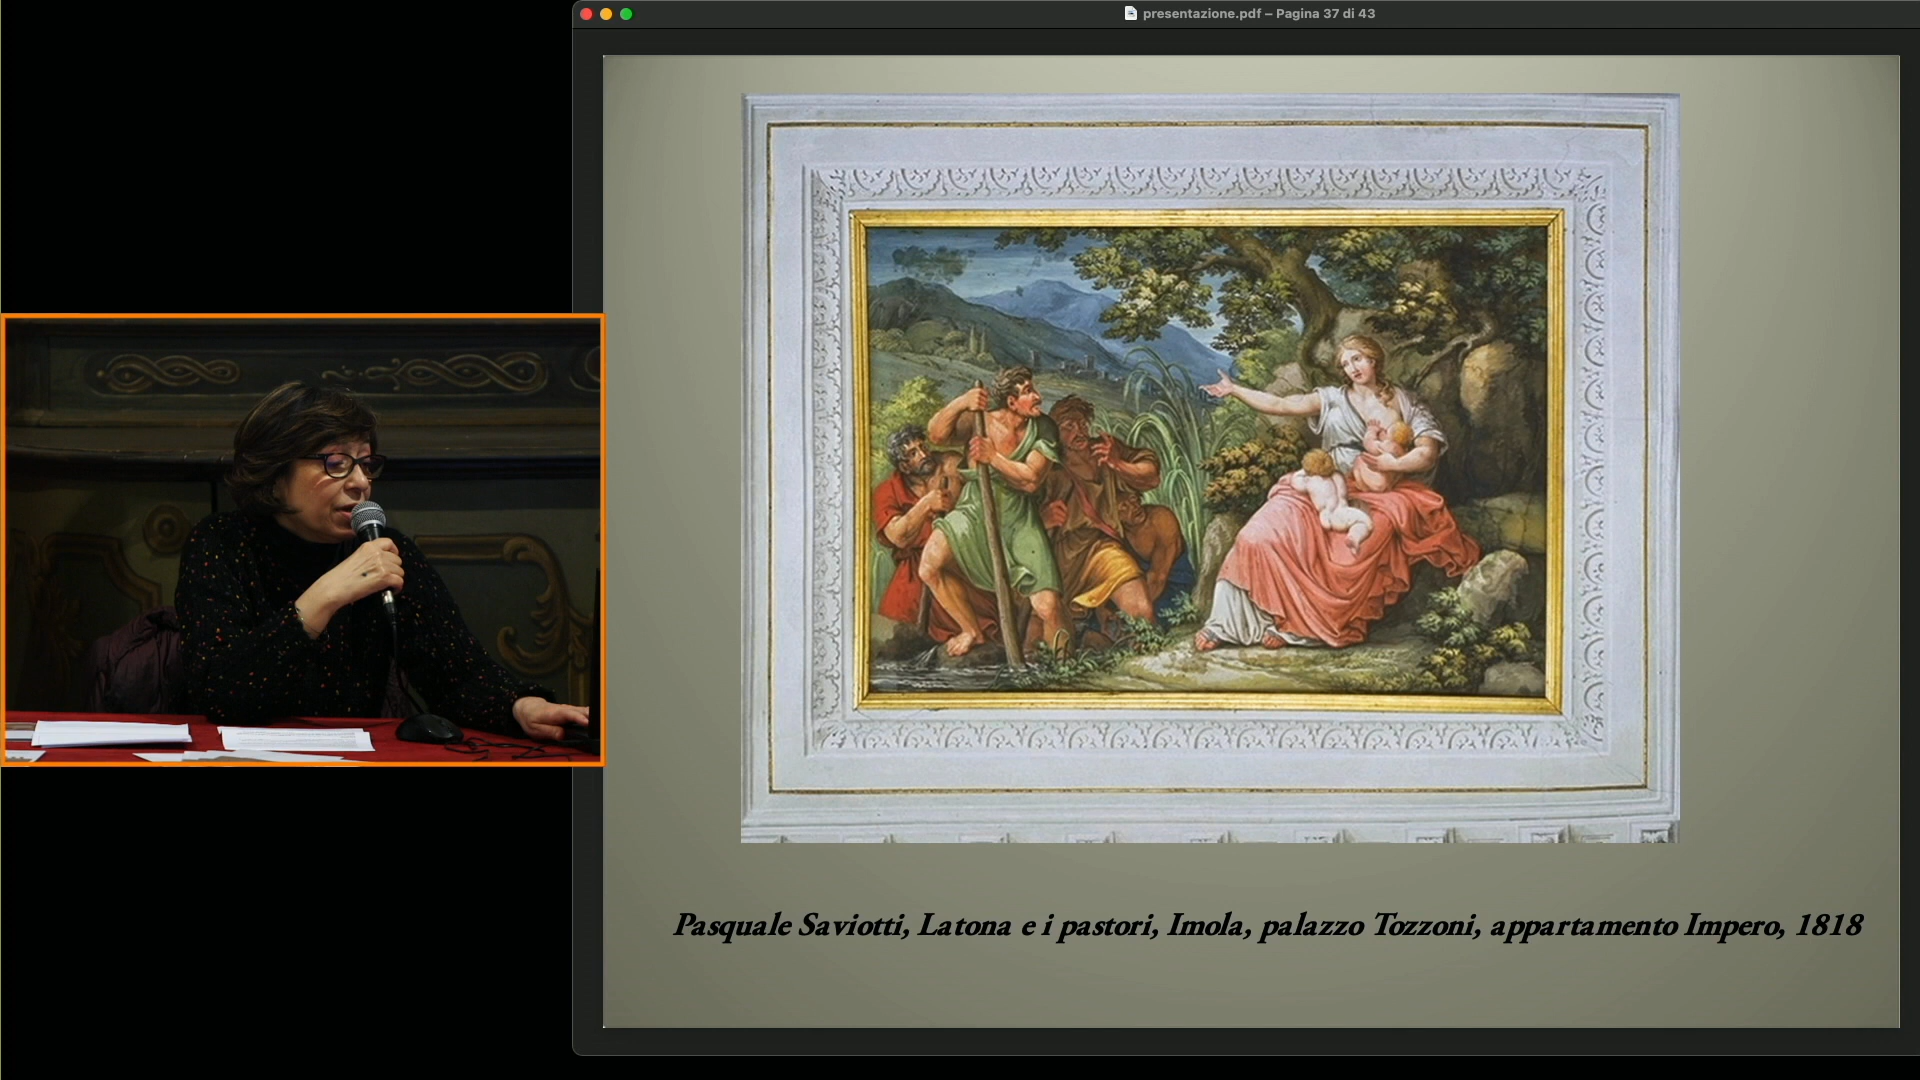 presentazione.pdf – Pagina 37 di 43
Pasquale Saviotti, Latona e i pastori, Imola, palazzo Tozzoni, appartamento Impero, 1818